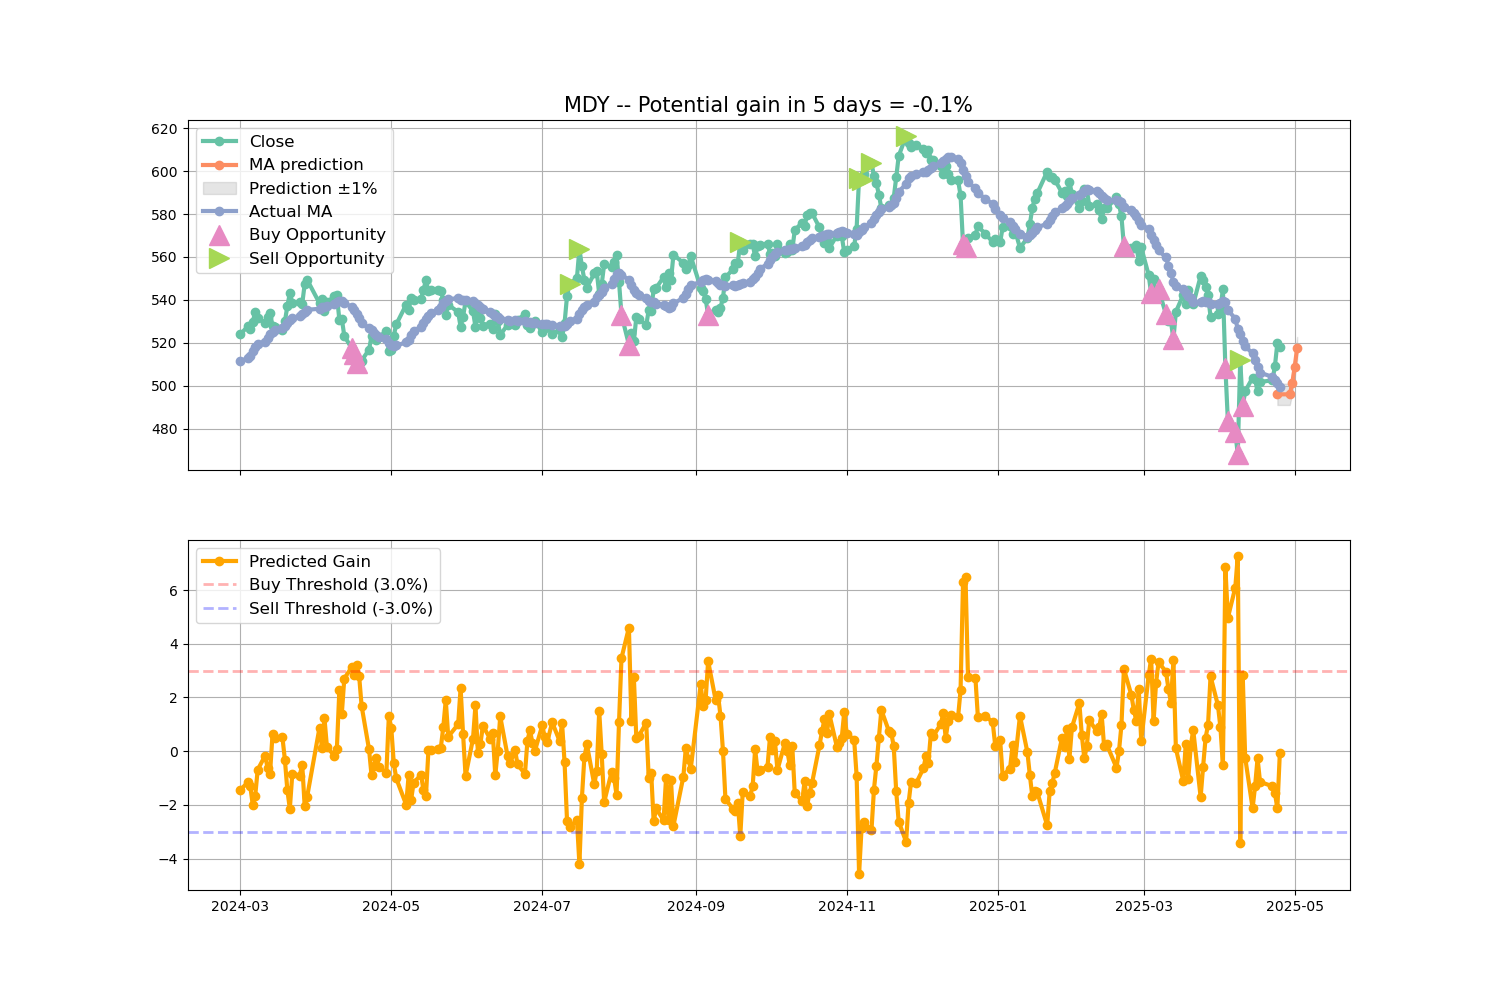 MDY -- Potential gain in 5 days = -0.1%
620
600
580
560
540
520
500
480
Close
MA prediction
Prediction ±1%
Actual MA
Buy Opportunity
Sell Opportunity
6
4
2
0
−2
−4
Predicted Gain
Buy Threshold (3.0%)
Sell Threshold (-3.0%)
2024-03
2024-05
2024-07
2024-09
2024-11
2025-01
2025-03
2025-05